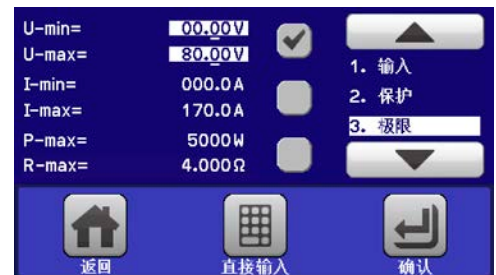 U-min= 00.00V
U-max= 80.00V
I-min= 000.0A
I-max= 170.0A
P-max= 5000W
R-max= 4.000Ω
1. 输入
2. 保护
3. 极限
返回 直接输入 确认